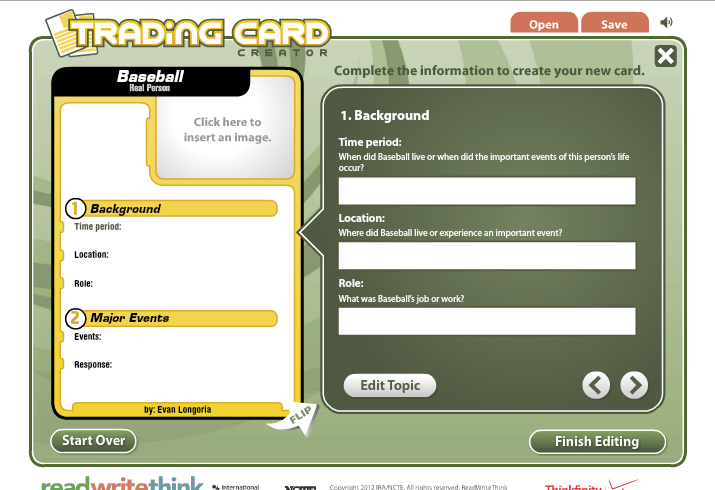 TRADING CARD
CREATOR
Open
Save
Baseball
Real Person
Click here to
insert an image.
1 Background
Time period:
Location:
Role:
2 Major Events
Events:
Response:
by: Evan Longoria
FLIP
Complete the information to create your new card.
1. Background
Time period:
When did Baseball live or when did the important events of this person's life
occur?
Location:
Where did Baseball live or experience an important event?
Role:
What was Baseball's job or work?
Edit Topic
Start Over
Finish Editing
readwritethink
International
NCTE
Copyright 2012 IRA/NCTE. All rights reserved. ReadWriteThink
Thinkfinity